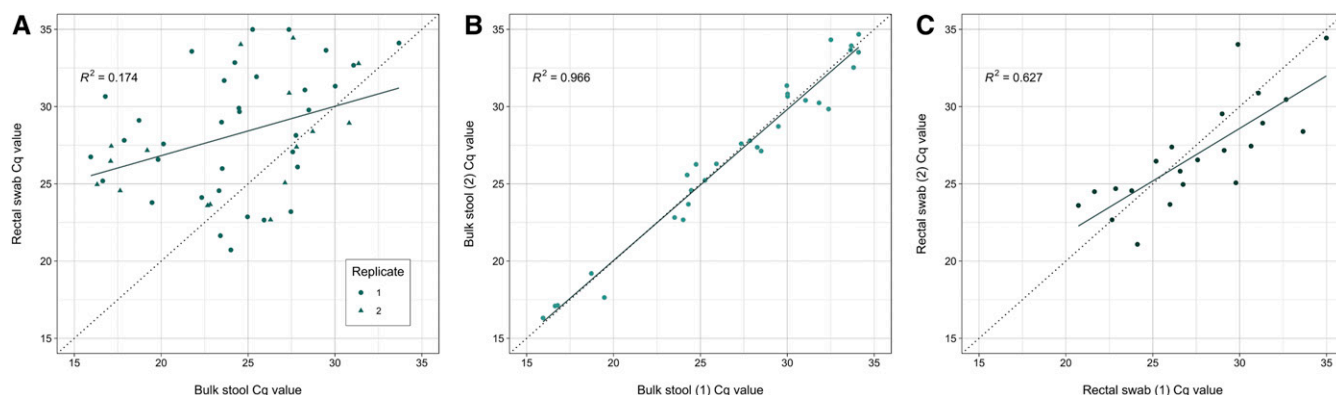 A
R² = 0.174
35
30
25
20
15
Rectal swab Cq value
Replicate
1
2
15 20 25 30 35
Bulk stool Cq value
B
R² = 0.966
35
30
25
20
15
Bulk stool (2) Cq value
15 20 25 30 35
Bulk stool (1) Cq value
C
R² = 0.627
35
30
25
20
15
Rectal swab (2) Cq value
15 20 25 30 35
Rectal swab (1) Cq value